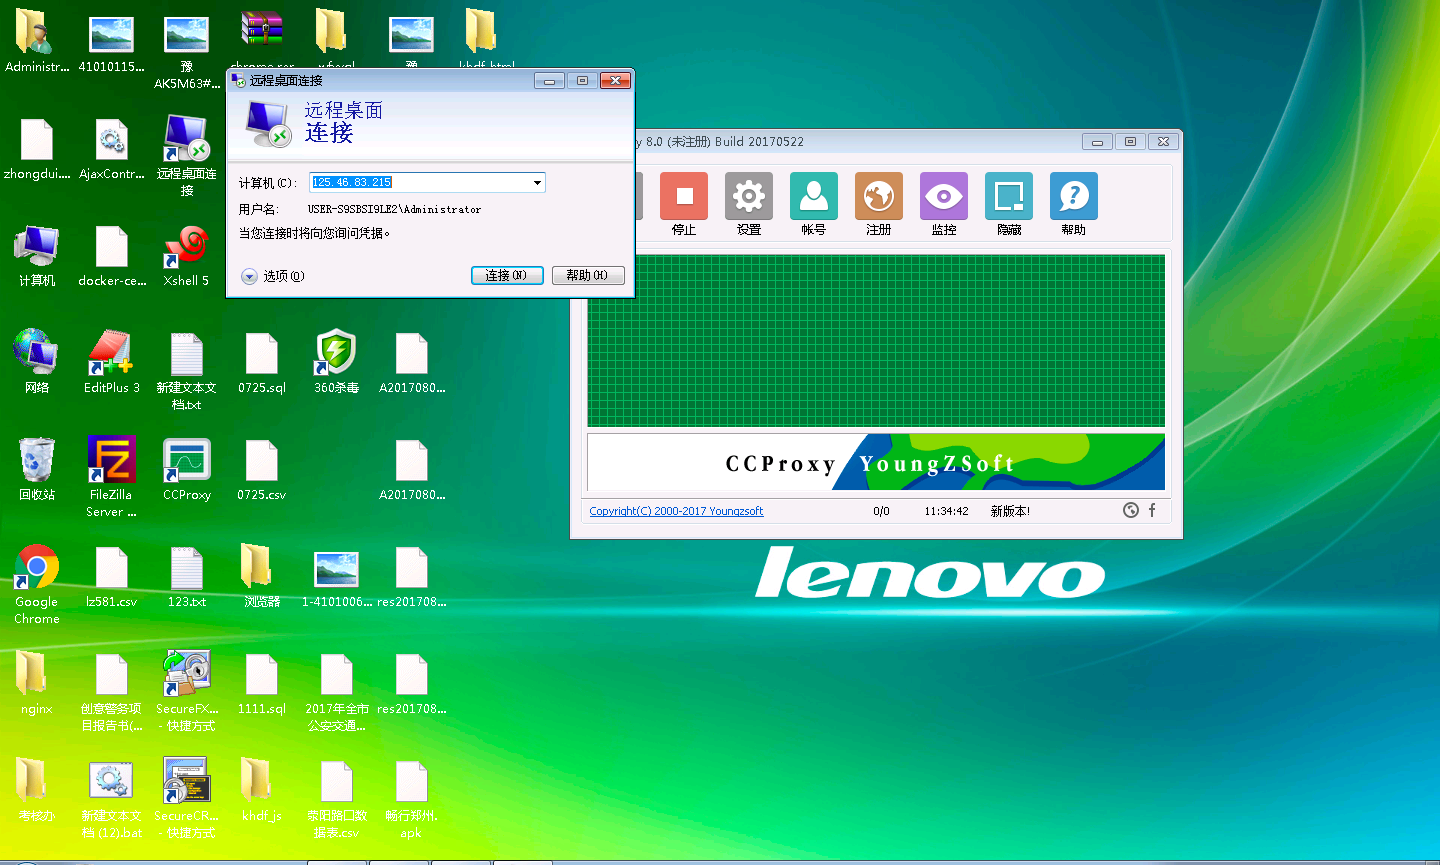 Administr...
41010115...
豫
AK5M63#...
chrome.rar
khdf.html
远程桌面连接
远程桌面
连接
计算机(C):
125.46.83.215
用户名:
USER-S9SBSI9LE2\Administrator
当您连接时将向您询问凭据。
选项(O)
连接(N)
帮助(H)
y 8.0 (未注册) Build 20170522
停止
设置
帐号
注册
监控
隐藏
帮助
CCProxy YoungZSoft
Copyright(C) 2000-2017 Youngzsoft
0/0
11:34:42
新版本!
lenovo
zhongdui....
AjaxContr...
远程桌面连
接
计算机
docker-ce...
Xshell 5
网络
EditPlus 3
新建文本文
档.txt
0725.sql
360杀毒
A2017080...
回收站
FileZilla
Server ...
CCProxy
0725.csv
A2017080...
Google
Chrome
lz581.csv
123.txt
浏览器
1-4101006...
res201708...
nginx
创意警务项
目报告书(...
SecureFX...
- 快捷方式
1111.sql
2017年全市
公安交通...
res201708...
考核办
新建文本文
档 (12).bat
SecureCR...
- 快捷方式
khdf_js
荥阳路口数
据表.csv
畅行郑州.
apk